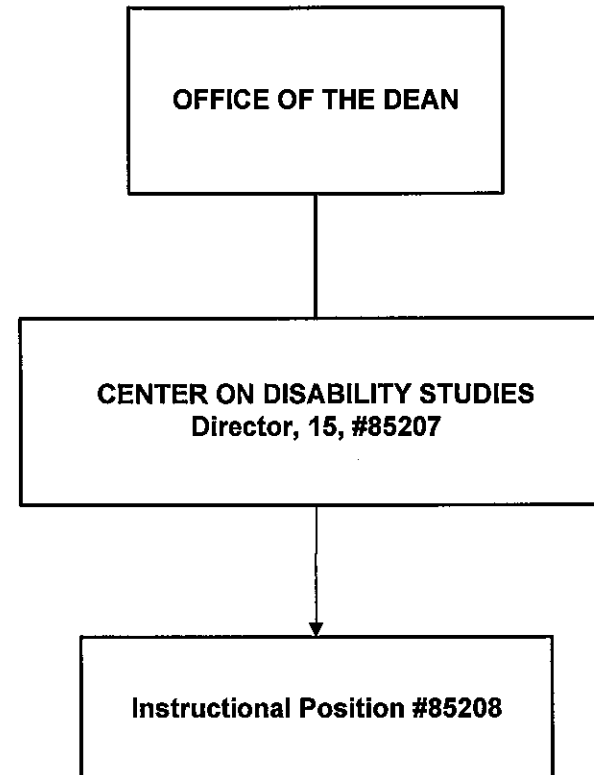 OFFICE OF THE DEAN
CENTER ON DISABILITY STUDIES
Director, 15, #85207
Instructional Position #85208